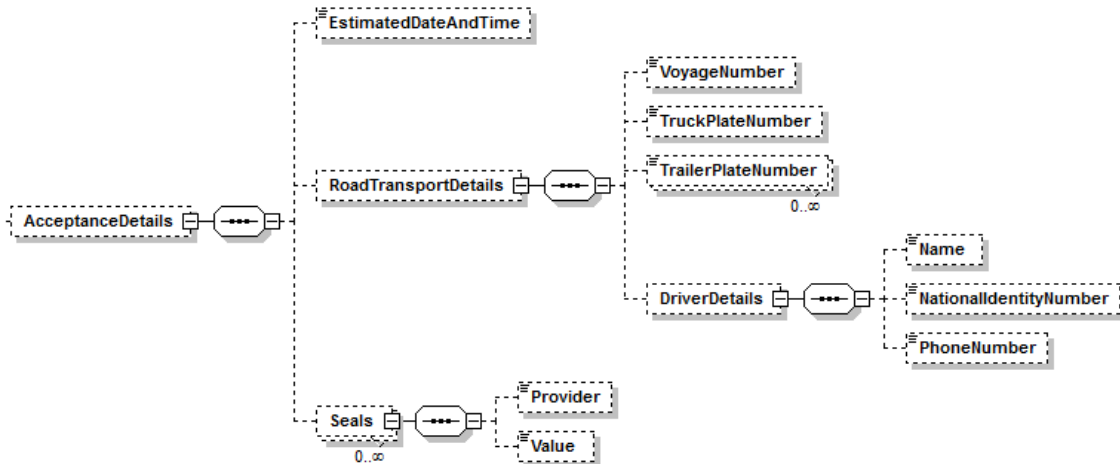 EstimatedDateAndTime
VoyageNumber
TruckPlateNumber
RoadTransportDetails
TrailerPlateNumber
0..∞
AcceptanceDetails
Name
DriverDetails
NationalIdentityNumber
PhoneNumber
Provider
Seals
0..∞
Value